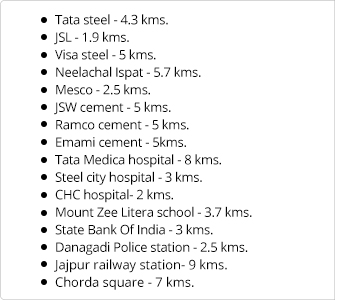 Tata steel - 4.3 kms.
JSL - 1.9 kms.
Visa steel - 5 kms.
Neelachal Ispat - 5.7 kms.
Mesco - 2.5 kms.
JSW cement - 5 kms.
Ramco cement - 5 kms.
Emami cement - 5kms.
Tata Medica hospital - 8 kms.
Steel city hospital - 3 kms.
CHC hospital- 2 kms.
Mount Zee Litera school - 3.7 kms.
State Bank Of India - 3 kms.
Danagadi Police station - 2.5 kms.
Jajpur railway station- 9 kms.
Chorda square - 7 kms.